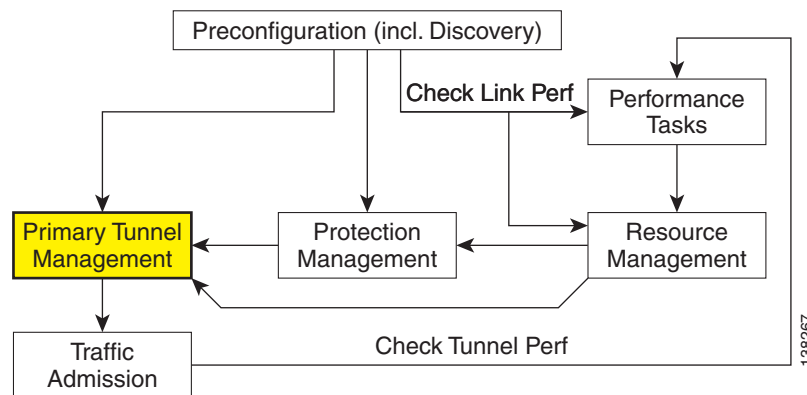 Preconfiguration (incl. Discovery)
Check Link Perf
Performance
Tasks
Primary Tunnel
Management
Protection
Management
Resource
Management
Traffic
Admission
Check Tunnel Perf
138267